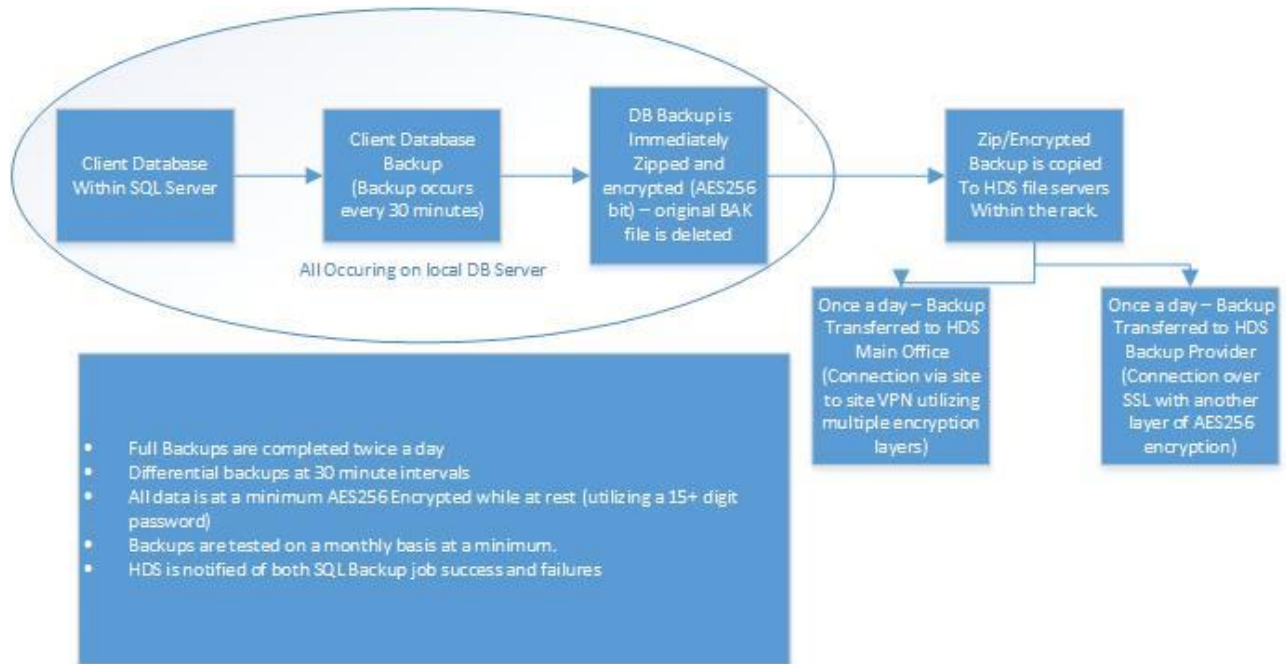 Client Database
Within SQL Server
Client Database
Backup
(Backup occurs
every 30 minutes)
DB Backup is
Immediately
Zipped and
encrypted (AES256
bit) – original BAK
file is deleted
Zip/Encrypted
Backup is copied
To HDS file servers
Within the rack.
All Occuring on local DB Server
Once a day – Backup
Transferred to HDS
Main Office
(Connection via site
to site VPN utilizing
multiple encryption
layers)
Once a day – Backup
Transferred to HDS
Backup Provider
(Connection over
SSL with another
layer of AES256
encryption)
• Full Backups are completed twice a day
• Differential backups at 30 minute intervals
• All data is at a minimum AES256 Encrypted while at rest (utilizing a 15+ digit
password)
• Backups are tested on a monthly basis at a minimum.
• HDS is notified of both SQL Backup job success and failures